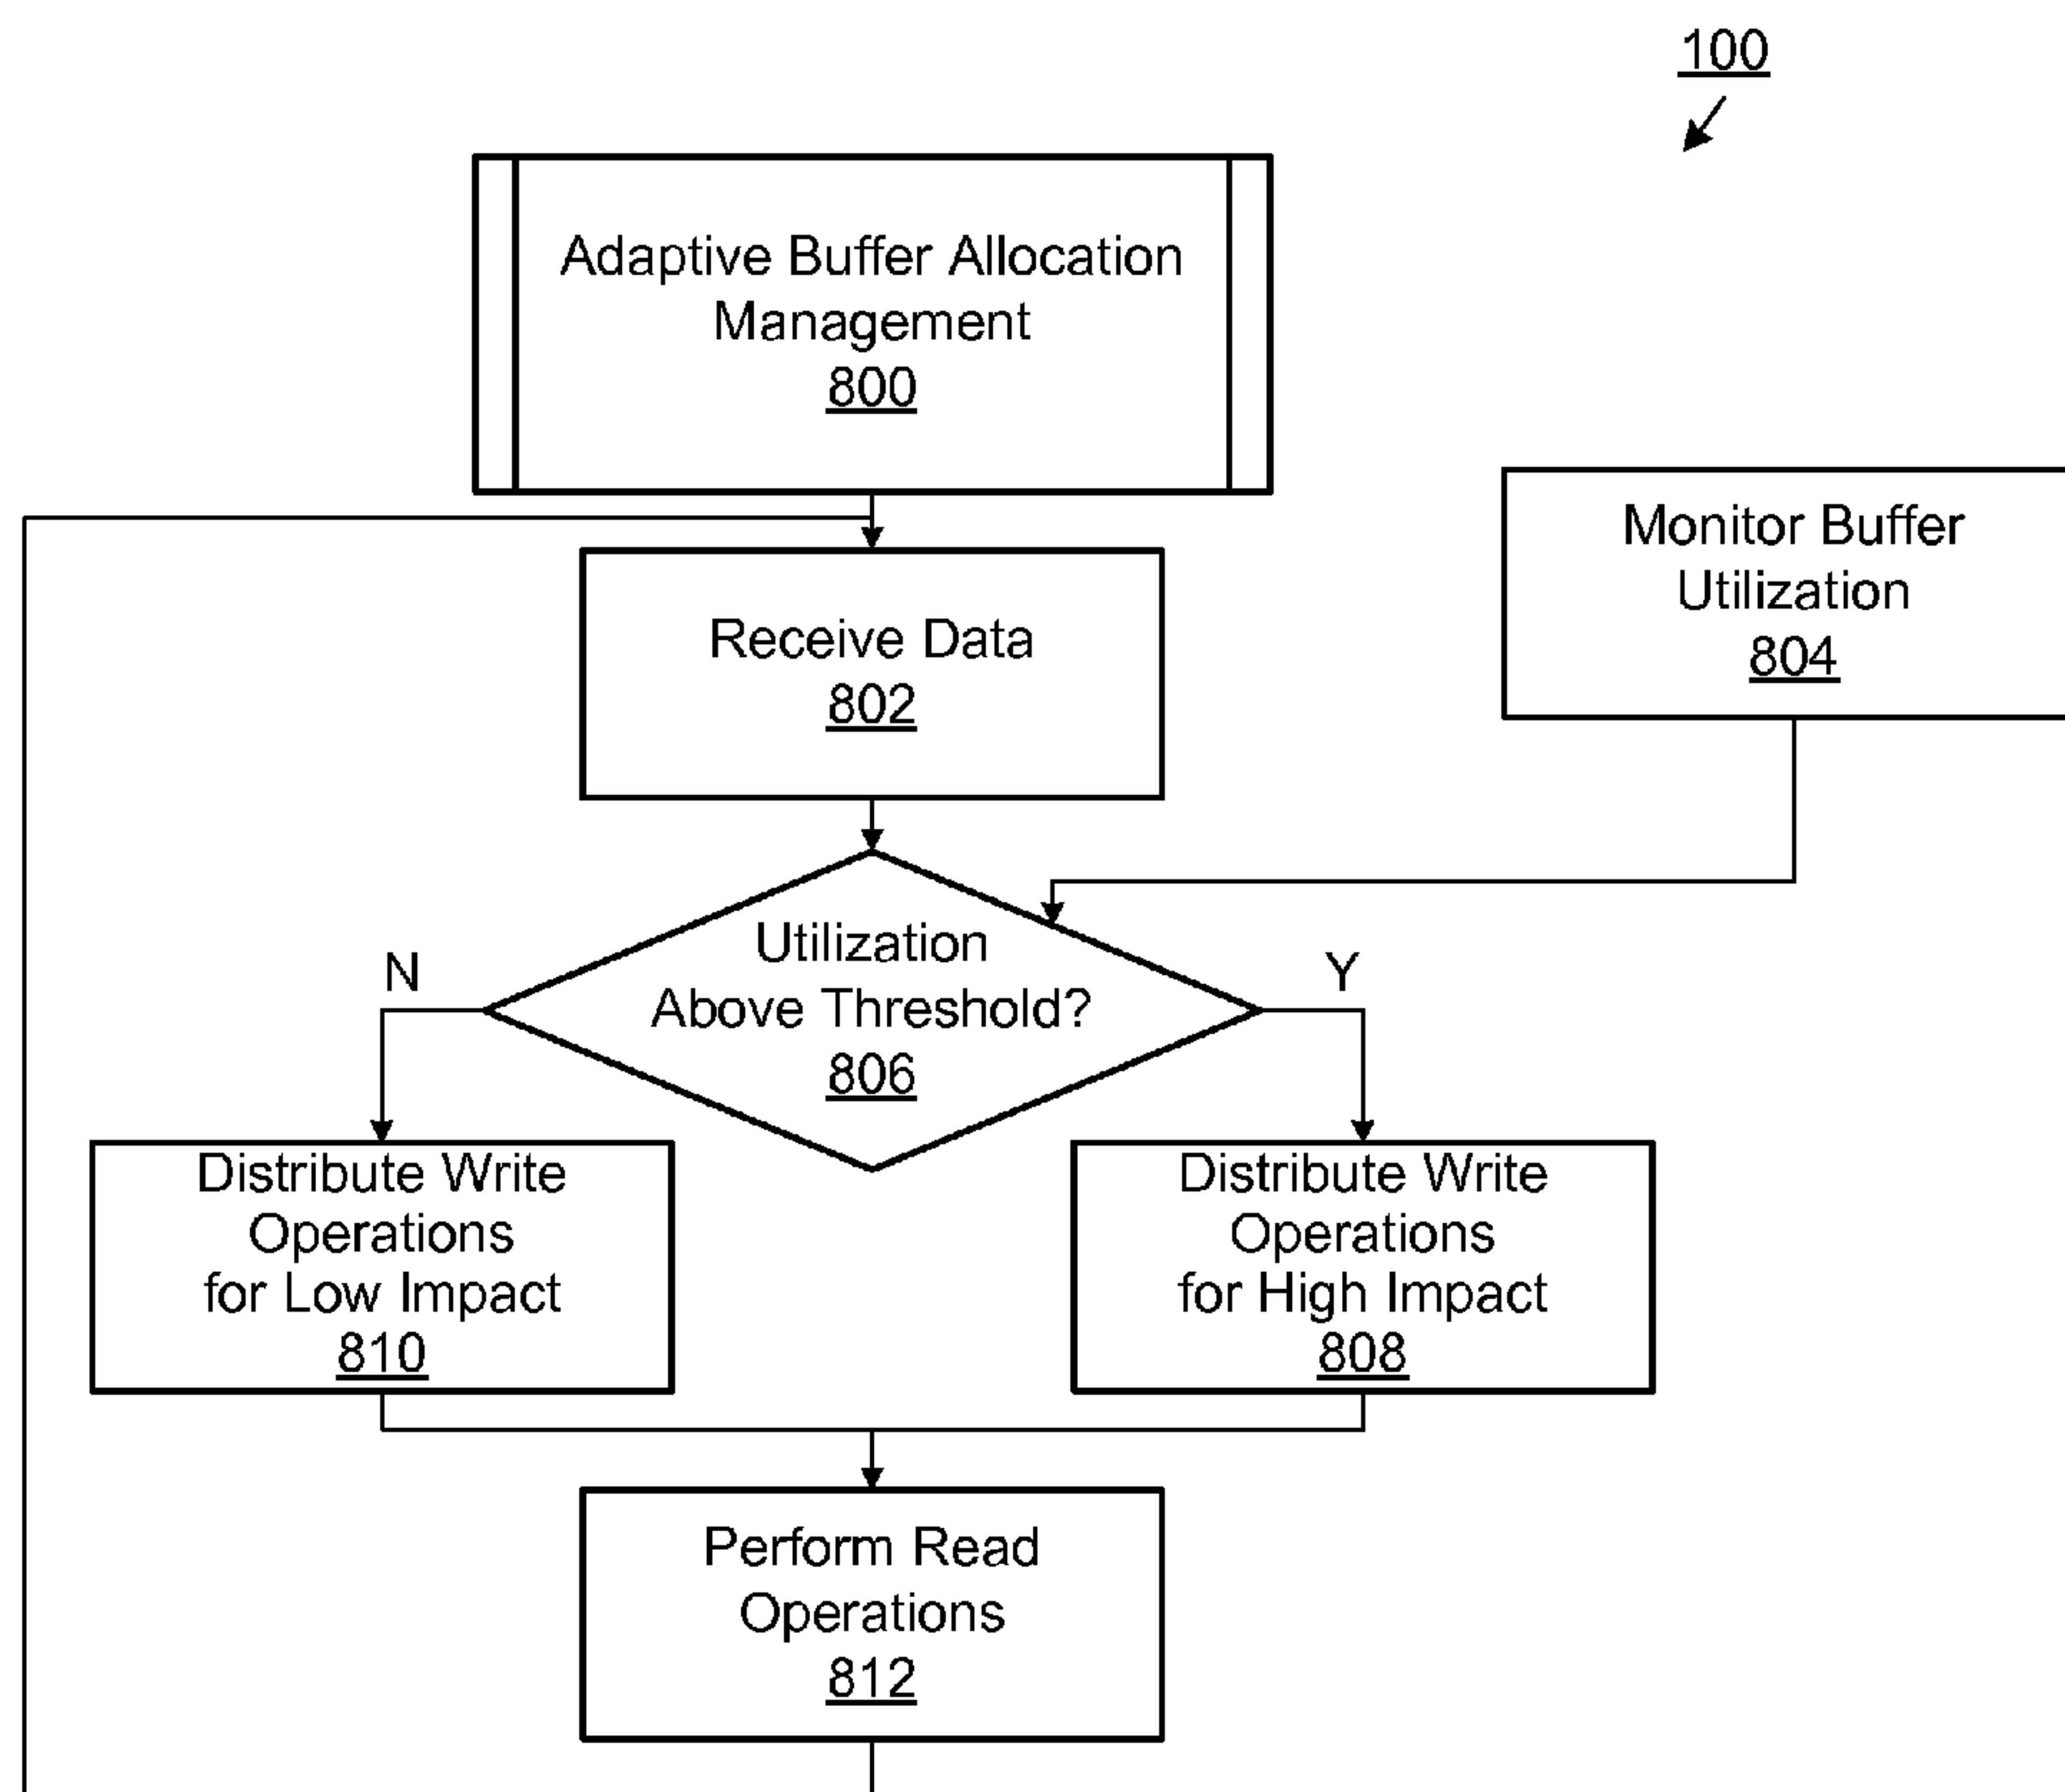 100
Adaptive Buffer Allocation
Management
800
Monitor Buffer
Utilization
804
Receive Data
802
Utilization
Above Threshold?
806
N
Y
Distribute Write
Operations
for Low Impact
810
Distribute Write
Operations
for High Impact
808
Perform Read
Operations
812